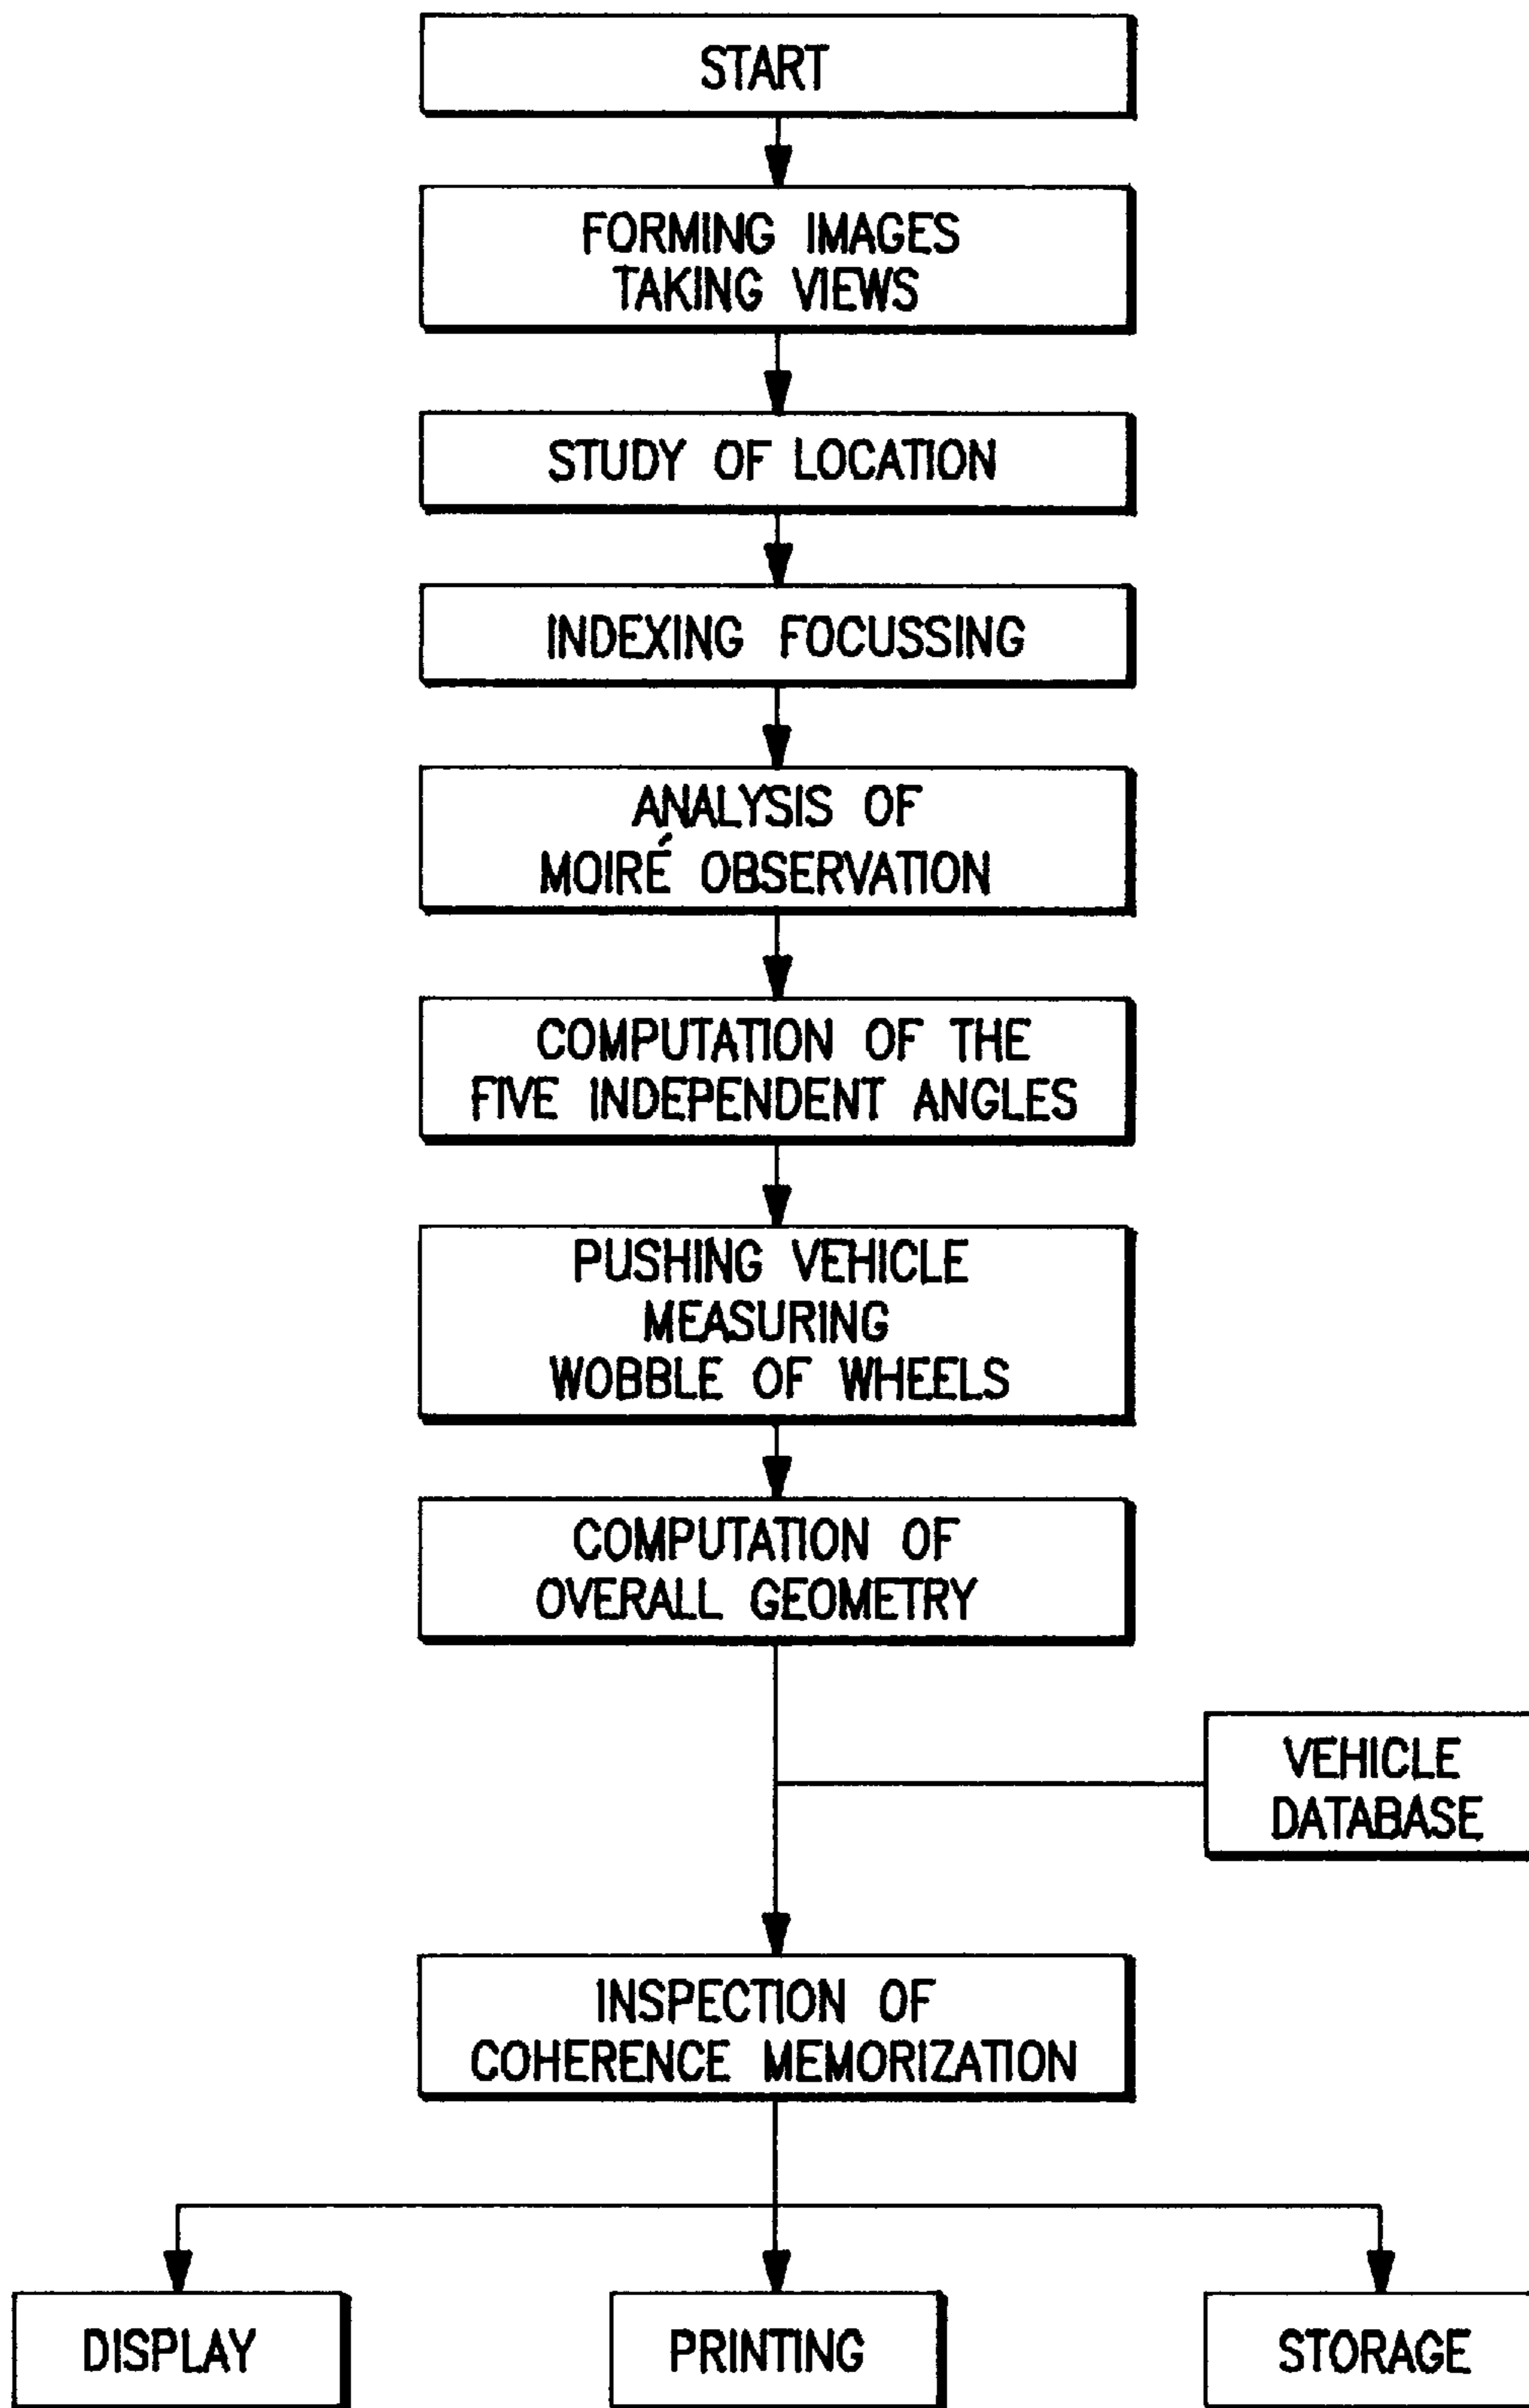 START
FORMING IMAGES
TAKING VIEWS
STUDY OF LOCATION
INDEXING FOCUSSING
ANALYSIS OF
MOIRÉ OBSERVATION
COMPUTATION OF THE
FIVE INDEPENDENT ANGLES
PUSHING VEHICLE
MEASURING
WOBBLE OF WHEELS
COMPUTATION OF
OVERALL GEOMETRY
VEHICLE
DATABASE
INSPECTION OF
COHERENCE MEMORIZATION
DISPLAY
PRINTING
STORAGE